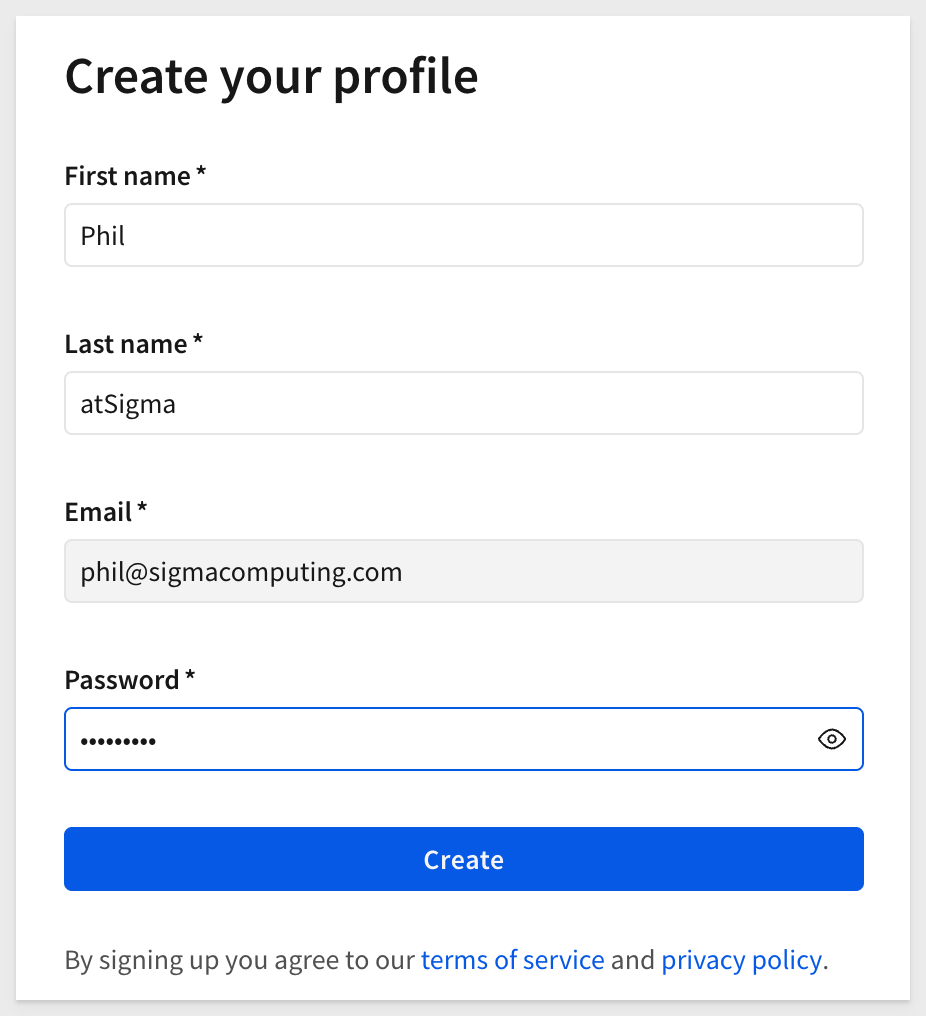 Create your profile
First name *
Phil
Last name *
atSigma
Email *
phil@sigmacomputing.com
Password *
•••••••••
Create
By signing up you agree to our terms of service and privacy policy.